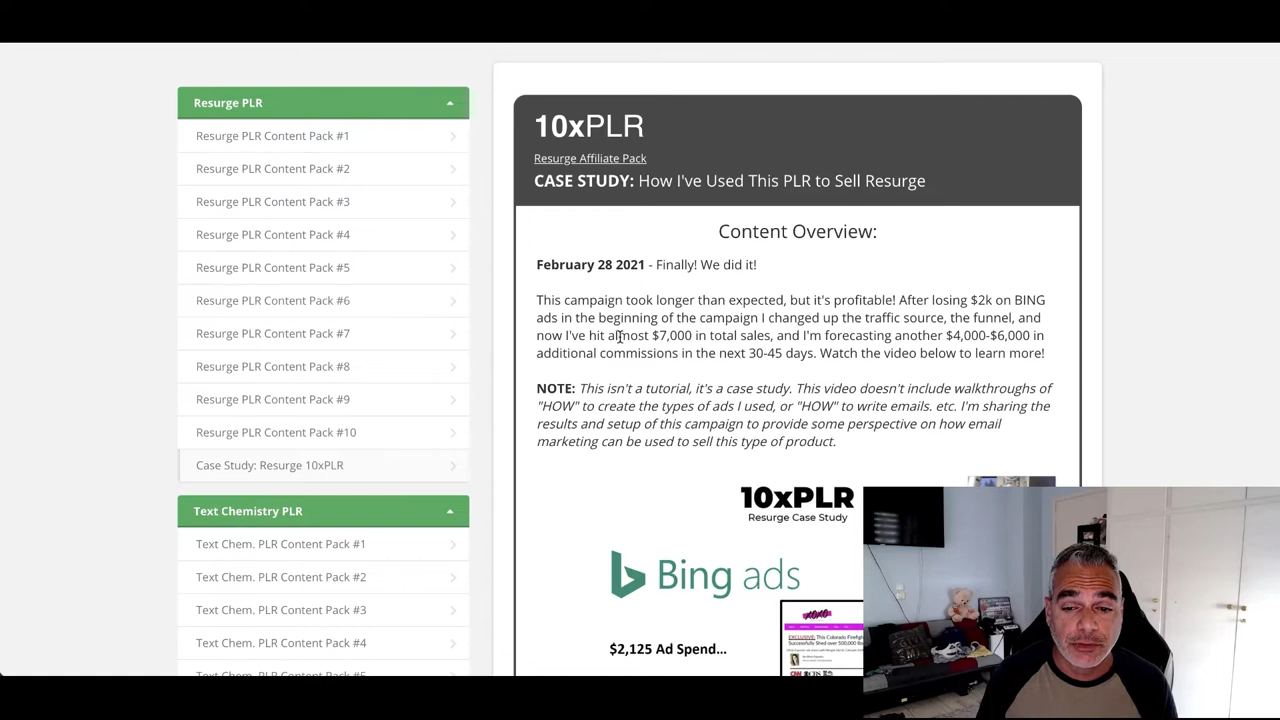 Resurge PLR
Resurge PLR Content Pack #1
Resurge PLR Content Pack #2
Resurge PLR Content Pack #3
Resurge PLR Content Pack #4
Resurge PLR Content Pack #5
Resurge PLR Content Pack #6
Resurge PLR Content Pack #7
Resurge PLR Content Pack #8
Resurge PLR Content Pack #9
Resurge PLR Content Pack #10
Case Study: Resurge 10xPLR
Text Chemistry PLR
Text Chem. PLR Content Pack #1
Text Chem. PLR Content Pack #2
Text Chem. PLR Content Pack #3
Text Chem. PLR Content Pack #4
10xPLR
Resurge Affiliate Pack
CASE STUDY: How I've Used This PLR to Sell Resurge
Content Overview:
February 28 2021 - Finally! We did it!
This campaign took longer than expected, but it's profitable! After losing $2k on BING
ads in the beginning of the campaign I changed up the traffic source, the funnel, and
now I've hit almost $7,000 in total sales, and I'm forecasting another $4,000-$6,000 in
additional commissions in the next 30-45 days. Watch the video below to learn more!
NOTE: This isn't a tutorial, it's a case study. This video doesn't include walkthroughs of
"HOW" to create the types of ads I used, or "HOW" to write emails. etc. I'm sharing the
results and setup of this campaign to provide some perspective on how email
marketing can be used to sell this type of product.
10xPLR
Resurge Case Study
Bing ads
$2,125 Ad Spend...
EXCLUSIVE: This Colorado Firefigh
Successfully Shed over 500,000 lbs